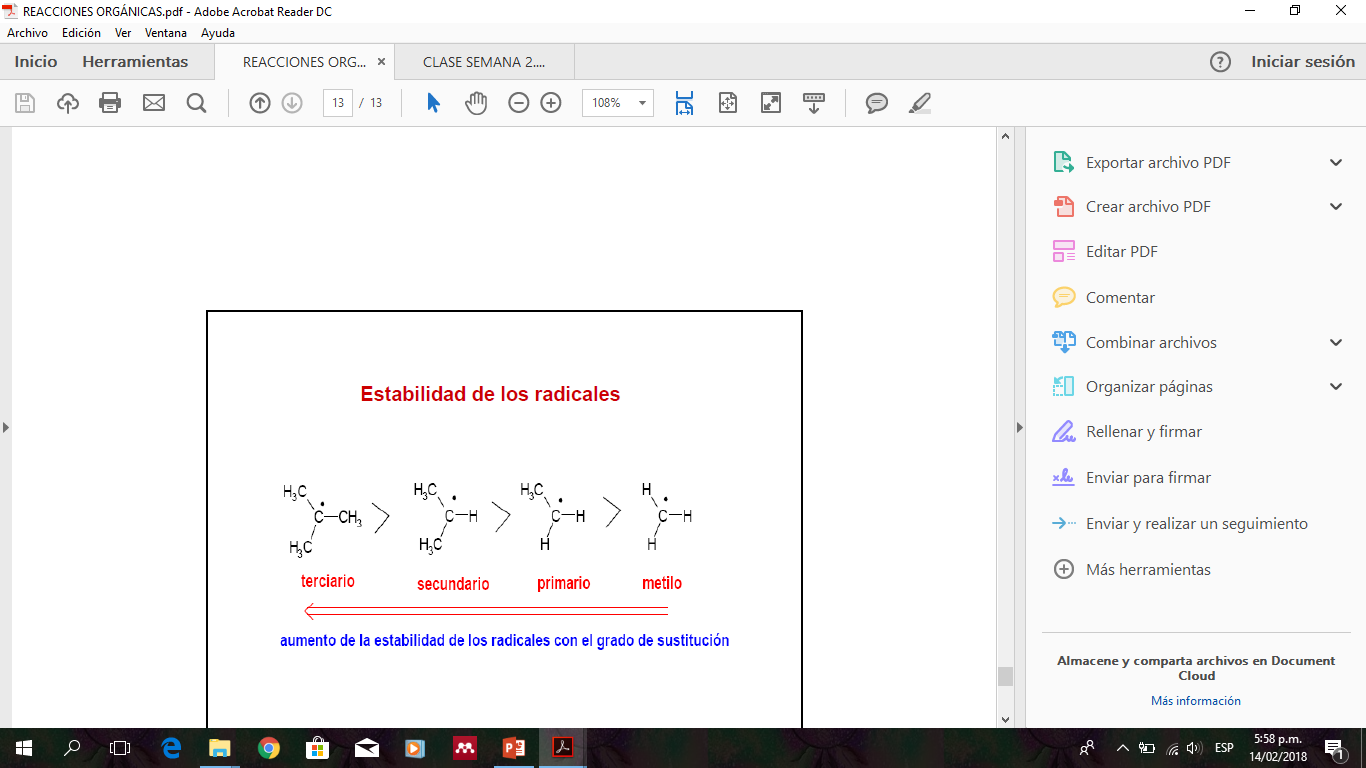 REACCIONES ORGÁNICAS.pdf - Adobe Acrobat Reader DC
Archivo Edición Ver Ventana Ayuda
Inicio Herramientas REACCIONES ORG... × CLASE SEMANA 2.... ? Iniciar sesión
13 / 13 108%
Exportar archivo PDF
Crear archivo PDF
Editar PDF
Comentar
Combinar archivos
Organizar páginas
Rellenar y firmar
Enviar para firmar
Enviar y realizar un seguimiento
Más herramientas
Almacene y comparta archivos en Document
Cloud
Más información
Estabilidad de los radicales
H3C H3C H3C H
C—CH3 > C—H > C—H > C—H
H3C H3C H H
terciario secundario primario metilo
aumento de la estabilidad de los radicales con el grado de sustitución
ESP 5:58 p.m.
14/02/2018 1